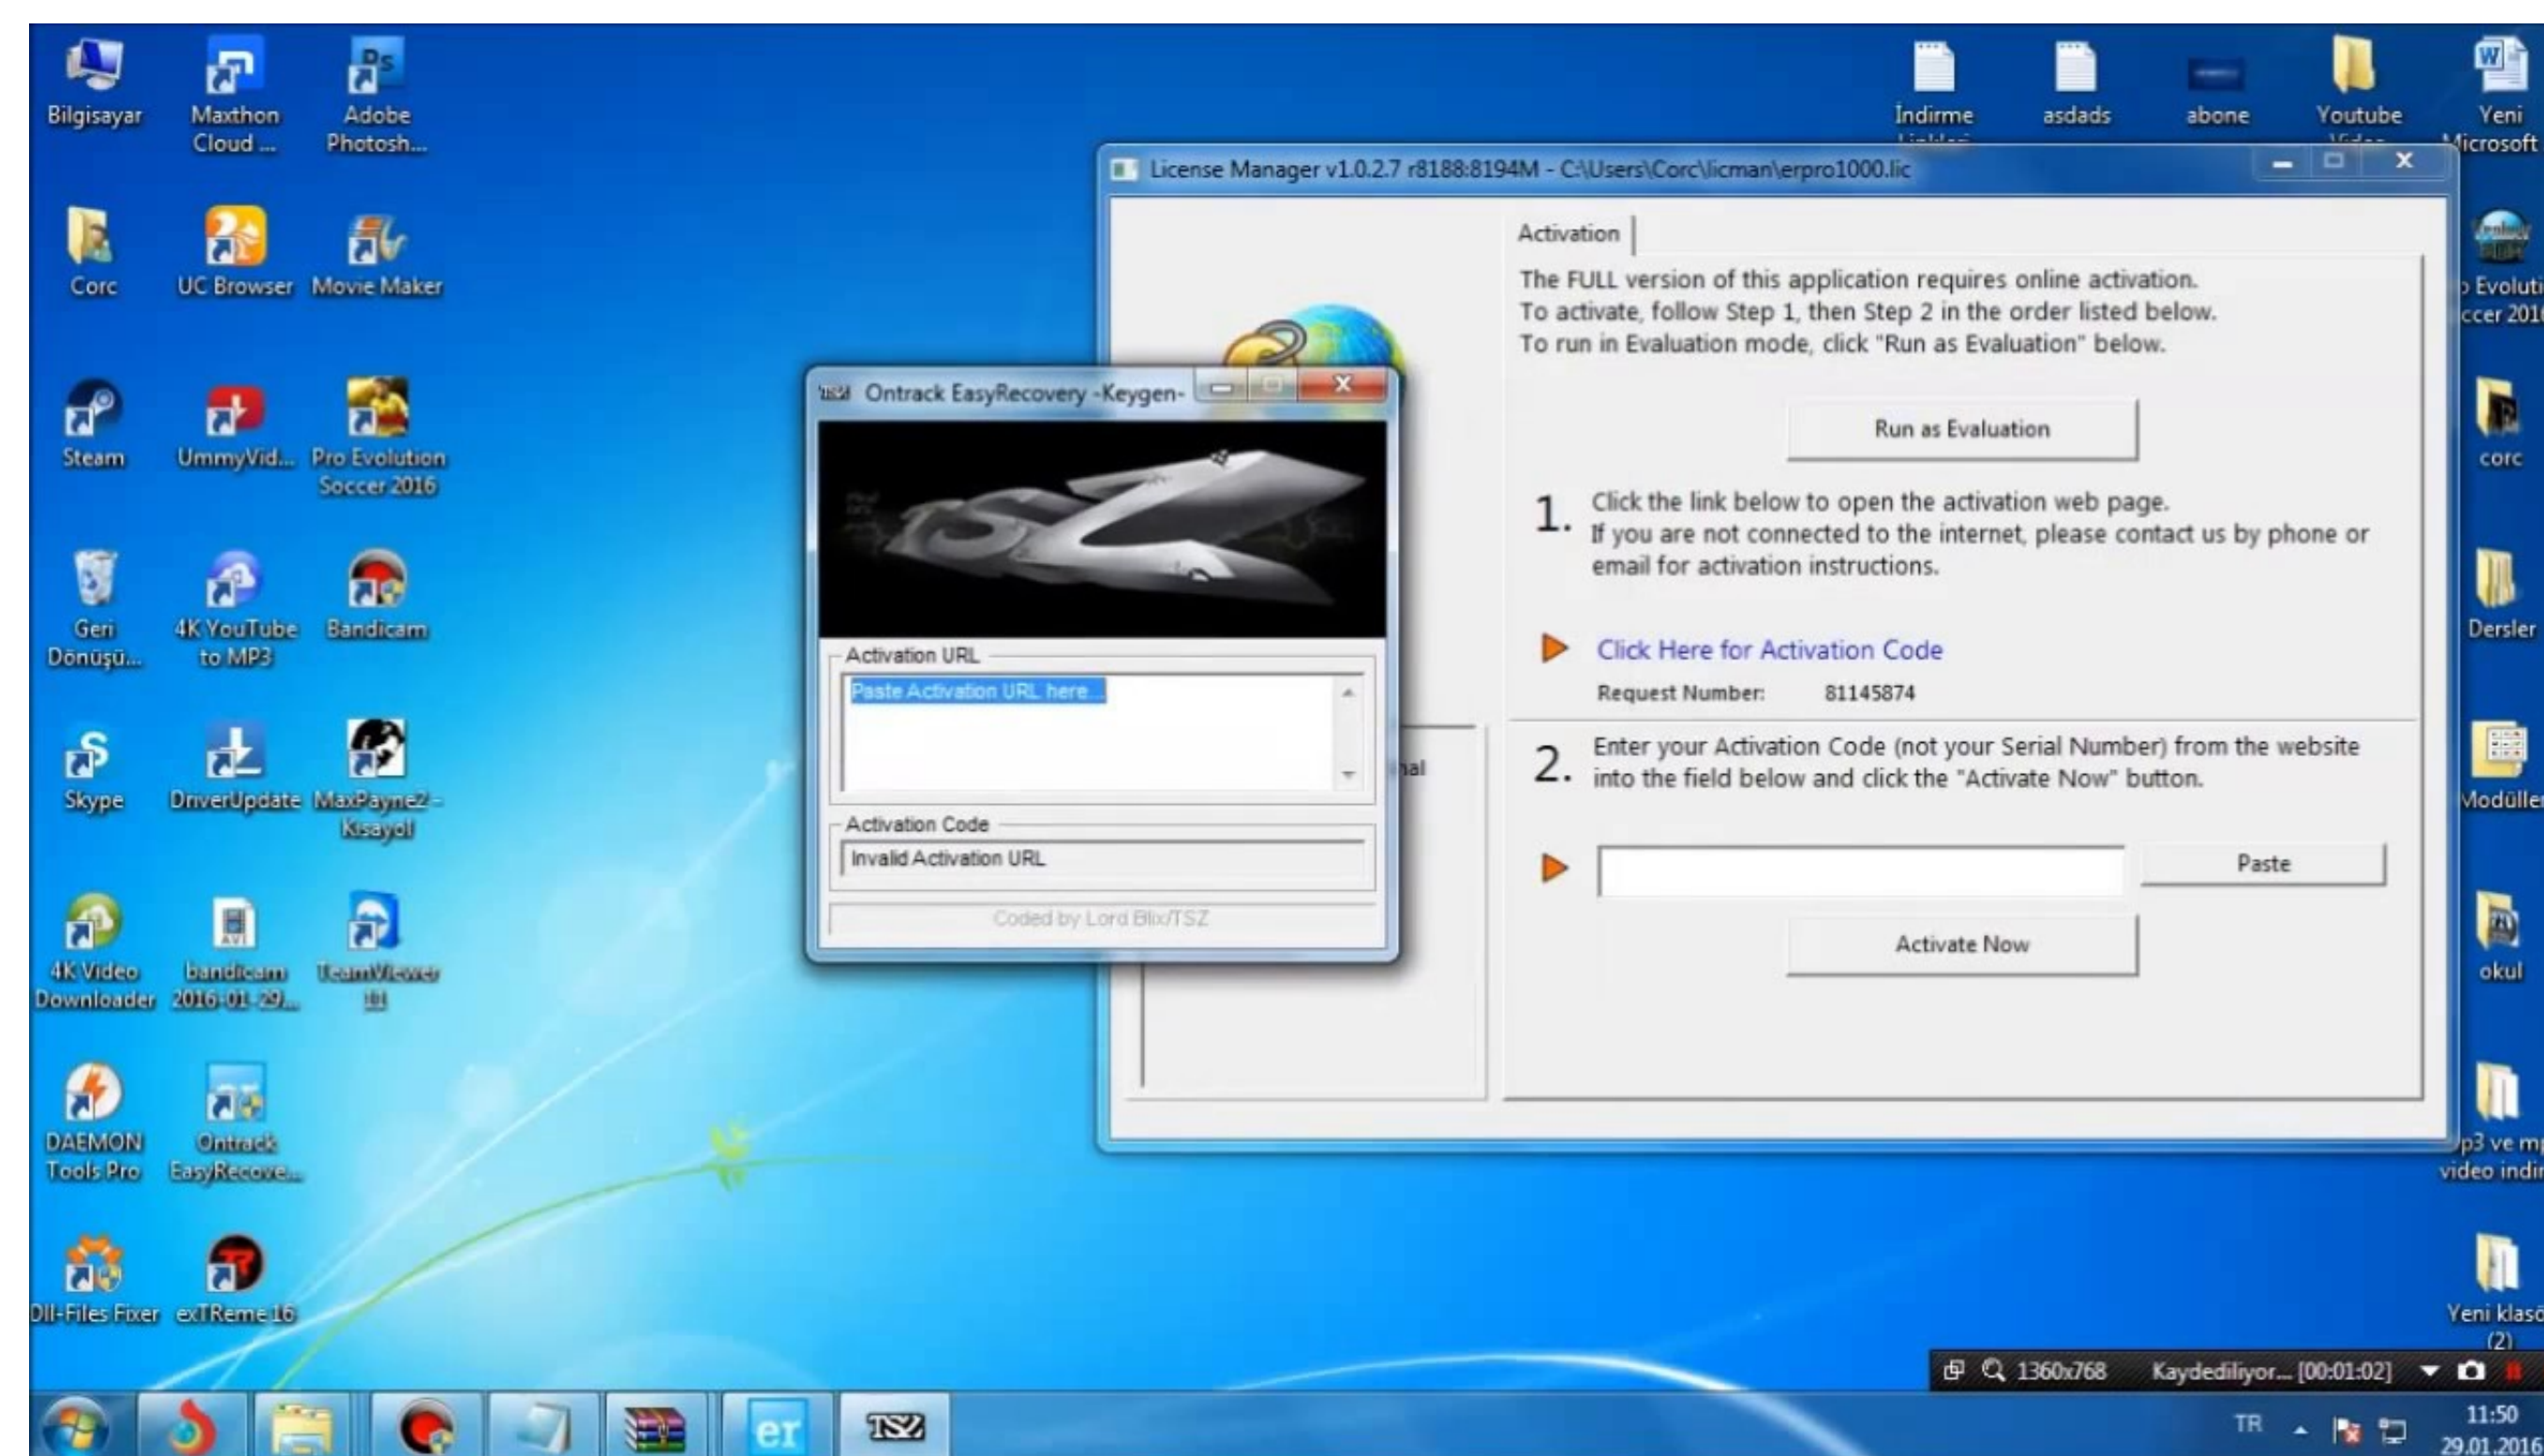 Bilgisayar
Maxthon
Cloud ...
Adobe
Photosh...
Ps
İndirme
asdads
abone
Youtube
Yeni
Microsoft
License Manager v1.0.2.7 r8188:8194M - C:\Users\Corc\licman\erpro1000.lic
Corc
UC Browser
Movie Maker
Activation
The FULL version of this application requires online activation.
To activate, follow Step 1, then Step 2 in the order listed below.
To run in Evaluation mode, click "Run as Evaluation" below.
Run as Evaluation
1. Click the link below to open the activation web page.
If you are not connected to the internet, please contact us by phone or
email for activation instructions.
Click Here for Activation Code
Request Number: 81145874
2. Enter your Activation Code (not your Serial Number) from the website
into the field below and click the "Activate Now" button.
Paste
Activate Now
TSZ Ontrack EasyRecovery -Keygen-
Activation URL
Paste Activation URL here...
Activation Code
Invalid Activation URL
Coded by Lord Blix/TSZ
Steam
UmmyVid...
Pro Evolution
Soccer 2016
Geri
Dönüşü...
4K YouTube
to MP3
Bandicam
Skype
DriverUpdate
MaxPayne2 -
Kısayol
4K Video
Downloader
bandicam
2016-01-29...
TeamViewer
11
DAEMON
Tools Pro
Ontrack
EasyRecove...
Dll-Files Fixer
exTReme 16
corc
Dersler
Modüller
okul
video indir
(2)
1360x768 Kaydediliyor... [00:01:02]
er
TSZ
TR
11:50
29.01.2016